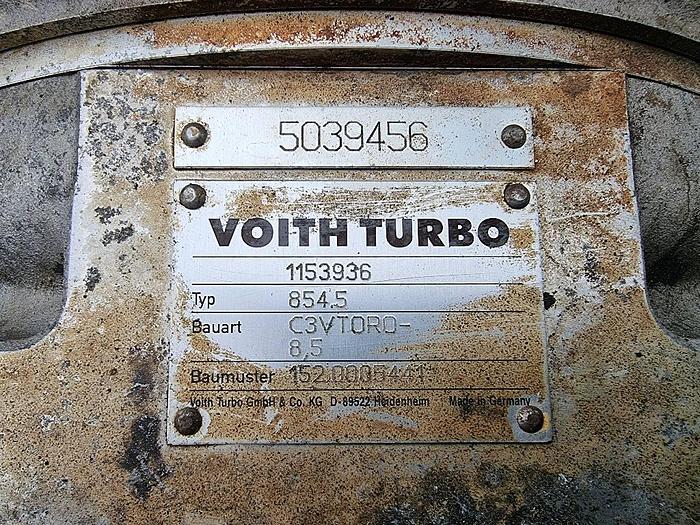 5039456
VOITH TURBO
1153936
Typ 854.5
Bauart C3VTORO-
8,5
Baumuster
Voith Turbo GmbH & Co. KG D-89522 Heidenheim Made in Germany